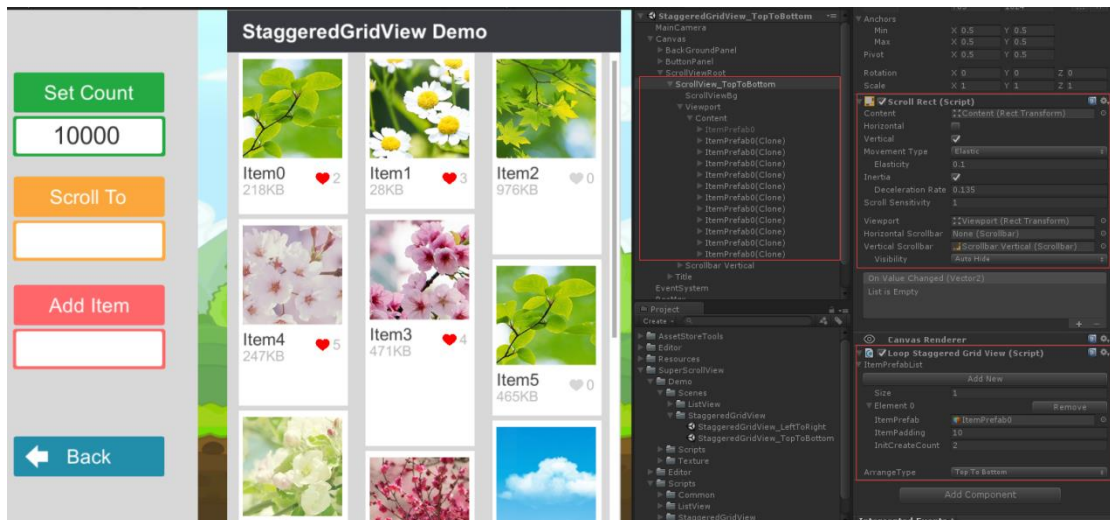 Set Count
10000
Scroll To
Add Item
Back
StaggeredGridView Demo
Item0
218KB
2
Item1
28KB
3
Item2
976KB
0
Item4
247KB
5
Item3
471KB
4
Item5
465KB
0
StaggeredGridView_TopToBottom
MainCamera
Canvas
BackGroundPanel
ButtonPanel
ScrollViewRoot
ScrollView_TopToBottom
ScrollViewBg
Viewport
Content
ItemPrefab0
ItemPrefab0(Clone)
ItemPrefab0(Clone)
ItemPrefab0(Clone)
ItemPrefab0(Clone)
ItemPrefab0(Clone)
ItemPrefab0(Clone)
ItemPrefab0(Clone)
ItemPrefab0(Clone)
ItemPrefab0(Clone)
ItemPrefab0(Clone)
ItemPrefab0(Clone)
Scrollbar Vertical
Title
EventSystem
Project
Create
AssetStoreTools
Editor
Resources
SuperScrollView
Demo
Scenes
ListView
StaggeredGridView
StaggeredGridView_LeftToRight
StaggeredGridView_TopToBottom
Scripts
Texture
Editor
Scripts
Common
ListView
StaggeredGridView
Anchors
Min X 0.5 Y 0.5
Max X 0.5 Y 0.5
Pivot X 0.5 Y 0.5
Rotation X 0 Y 0 Z 0
Scale X 1 Y 1 Z 1
Scroll Rect (Script)
Content Content (Rect Transform)
Horizontal
Vertical
Movement Type Elastic
Elasticity 0.1
Inertia
Deceleration Rate 0.135
Scroll Sensitivity 1
Viewport Viewport (Rect Transform)
Horizontal Scrollbar None (Scrollbar)
Vertical Scrollbar Scrollbar Vertical (Scrollbar)
Visibility Auto Hide
On Value Changed (Vector2)
List is Empty
Canvas Renderer
Loop Staggered Grid View (Script)
ItemPrefabList
Add New
Size 1
Element 0 Remove
ItemPrefab ItemPrefab0
ItemPadding 10
InitCreateCount 2
ArrangeType Top To Bottom
Add Component